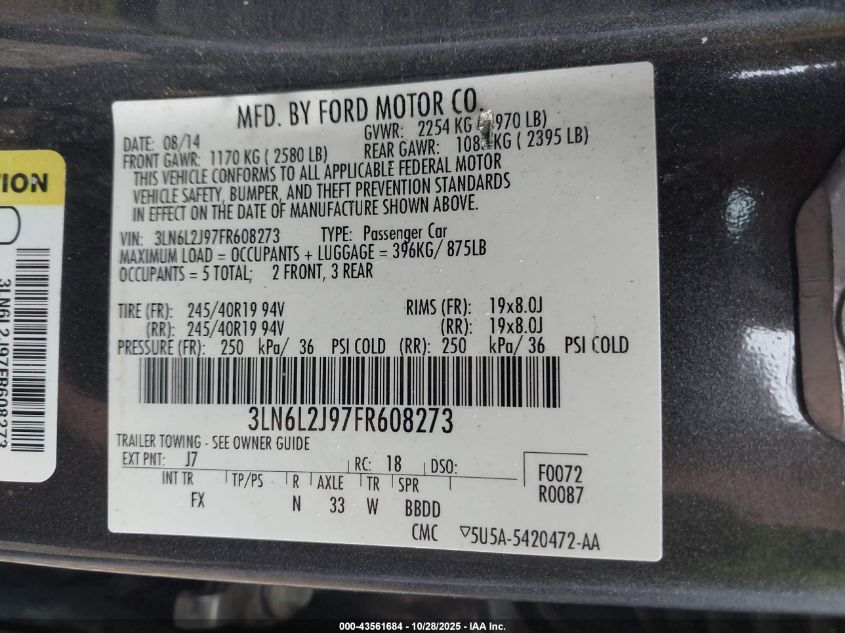 MFD. BY FORD MOTOR CO.
DATE: 08/14
GVWR: 2254 KG ( 970 LB)
FRONT GAWR: 1170 KG ( 2580 LB)
REAR GAWR: 108 KG ( 2395 LB)
THIS VEHICLE CONFORMS TO ALL APPLICABLE FEDERAL MOTOR
VEHICLE SAFETY, BUMPER, AND THEFT PREVENTION STANDARDS
IN EFFECT ON THE DATE OF MANUFACTURE SHOWN ABOVE.
VIN: 3LN6L2J97FR608273 TYPE: Passenger Car
MAXIMUM LOAD = OCCUPANTS + LUGGAGE = 396KG/ 875LB
OCCUPANTS = 5 TOTAL; 2 FRONT, 3 REAR
TIRE (FR): 245/40R19 94V RIMS (FR): 19x8.0J
(RR): 245/40R19 94V (RR): 19x8.0J
PRESSURE (FR): 250 kPa/ 36 PSI COLD (RR): 250 kPa/ 36 PSI COLD
3LN6L2J97FR608273
TRAILER TOWING - SEE OWNER GUIDE
EXT PNT: J7 RC: 18 DSO:
F0072
R0087
INT TR TP/PS R AXLE TR SPR
FX N 33 W BBDD
CMC ▽5U5A-5420472-AA
TION
3LN6L2J97FR608273
000-43561684 | 10/28/2025 | IAA, Inc.